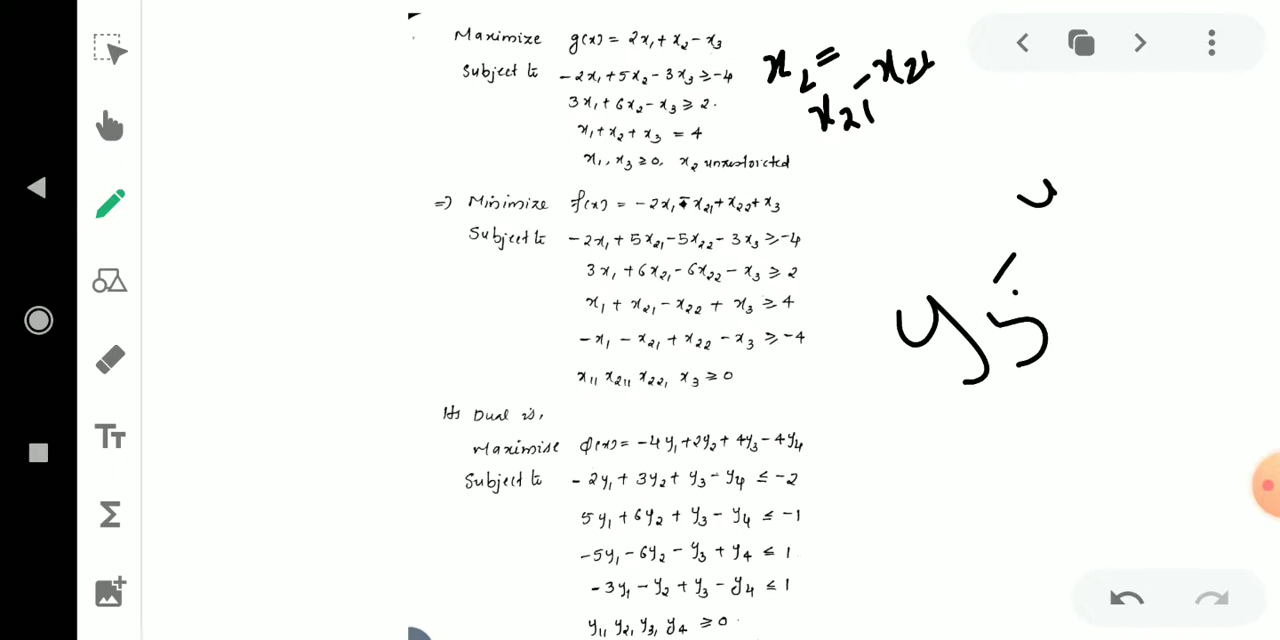 Maximize g(x) = 2x₁ + x₂ - x₃
Subject to -2x₁ + 5x₂ - 3x₃ ≥ -4
3x₁ + 6x₂ - x₃ ≥ 2.
x₁ + x₂ + x₃ = 4
x₁, x₃ ≥ 0, x₂ unrestricted
x₂ =
x₂₁ - x₂₂
⇒ Minimize f(x) = -2x₁ - x₂₁ + x₂₂ + x₃
Subject to -2x₁ + 5x₂₁ - 5x₂₂ - 3x₃ ≥ -4
3x₁ + 6x₂₁ - 6x₂₂ - x₃ ≥ 2
x₁ + x₂₁ - x₂₂ + x₃ ≥ 4
-x₁ - x₂₁ + x₂₂ - x₃ ≥ -4
x₁, x₂₁, x₂₂, x₃ ≥ 0
Its Dual is,
Maximise φ(x) = -4y₁ + 2y₂ + 4y₃ - 4y₄
Subject to -2y₁ + 3y₂ + y₃ - y₄ ≤ -2
5y₁ + 6y₂ + y₃ - y₄ ≤ -1
-5y₁ - 6y₂ - y₃ + y₄ ≤ 1
-3y₁ - y₂ + y₃ - y₄ ≤ 1
y₁, y₂, y₃, y₄ ≥ 0.
Tт
Σ